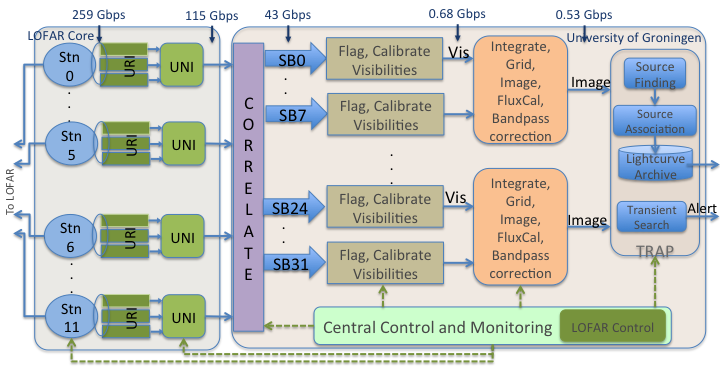 259 Gbps
115 Gbps
43 Gbps
0.68 Gbps
0.53 Gbps
LOFAR Core
University of Groningen
Stn
0
URI
UNI
Stn
5
URI
UNI
Stn
6
URI
UNI
Stn
11
URI
UNI
To LOFAR
CORRELATE
SB0
Flag, Calibrate
Visibilities
Vis
SB7
Flag, Calibrate
Visibilities
Integrate,
Grid,
Image,
FluxCal,
Bandpass
correction
Image
SB24
Flag, Calibrate
Visibilities
Vis
SB31
Flag, Calibrate
Visibilities
Integrate,
Grid,
Image,
FluxCal,
Bandpass
correction
Image
Source
Finding
Source
Association
Lightcurve
Archive
Transient
Search
Alert
TRAP
Central Control and Monitoring
LOFAR Control